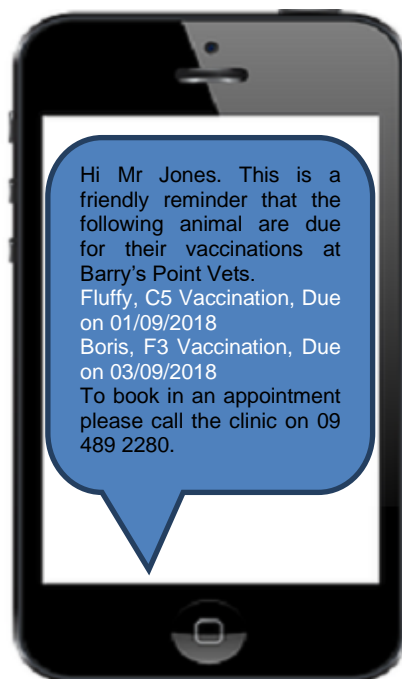 Hi Mr Jones. This is a
friendly reminder that the
following animal are due
for their vaccinations at
Barry’s Point Vets.
Fluffy, C5 Vaccination, Due
on 01/09/2018
Boris, F3 Vaccination, Due
on 03/09/2018
To book in an appointment
please call the clinic on 09
489 2280.